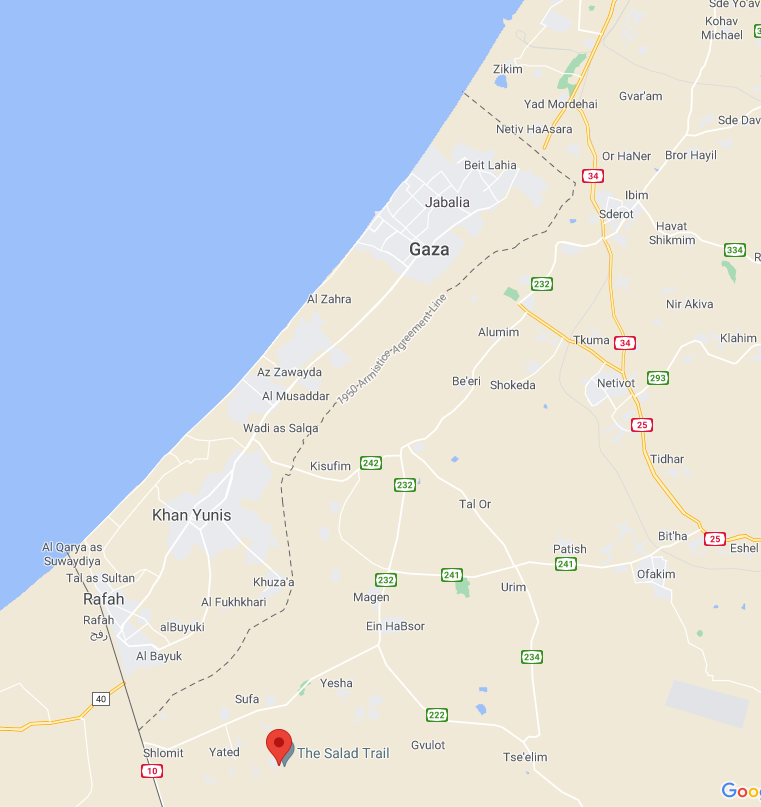 Sde Yo'av
Kohav
Michael
Zikim
Gvar'am
Yad Mordehai
Sde Dav
Netiv HaAsara
Or HaNer
Bror Hayil
Beit Lahia
34
Ibim
Jabalia
Sderot
Havat
Shikmim
Gaza
334
232
Al Zahra
Nir Akiva
1950 Armistice Agreement Line
Alumim
Tkuma
34
Klahim
Az Zawayda
Be'eri
Shokeda
Netivot
293
Al Musaddar
25
Wadi as Salqa
Kisufim
242
Tidhar
232
Tal Or
Khan Yunis
Bit'ha
25
Al Qarya as
Suwaydiya
Patish
Eshel
241
Tal as Sultan
Khuza'a
232
241
Ofakim
Urim
Rafah
Al Fukhkhari
Magen
Rafah
رفح
alBuyuki
Ein HaBsor
Al Bayuk
234
Yesha
40
Sufa
222
Shlomit
Yated
The Salad Trail
Gvulot
Tse'elim
10
Goo